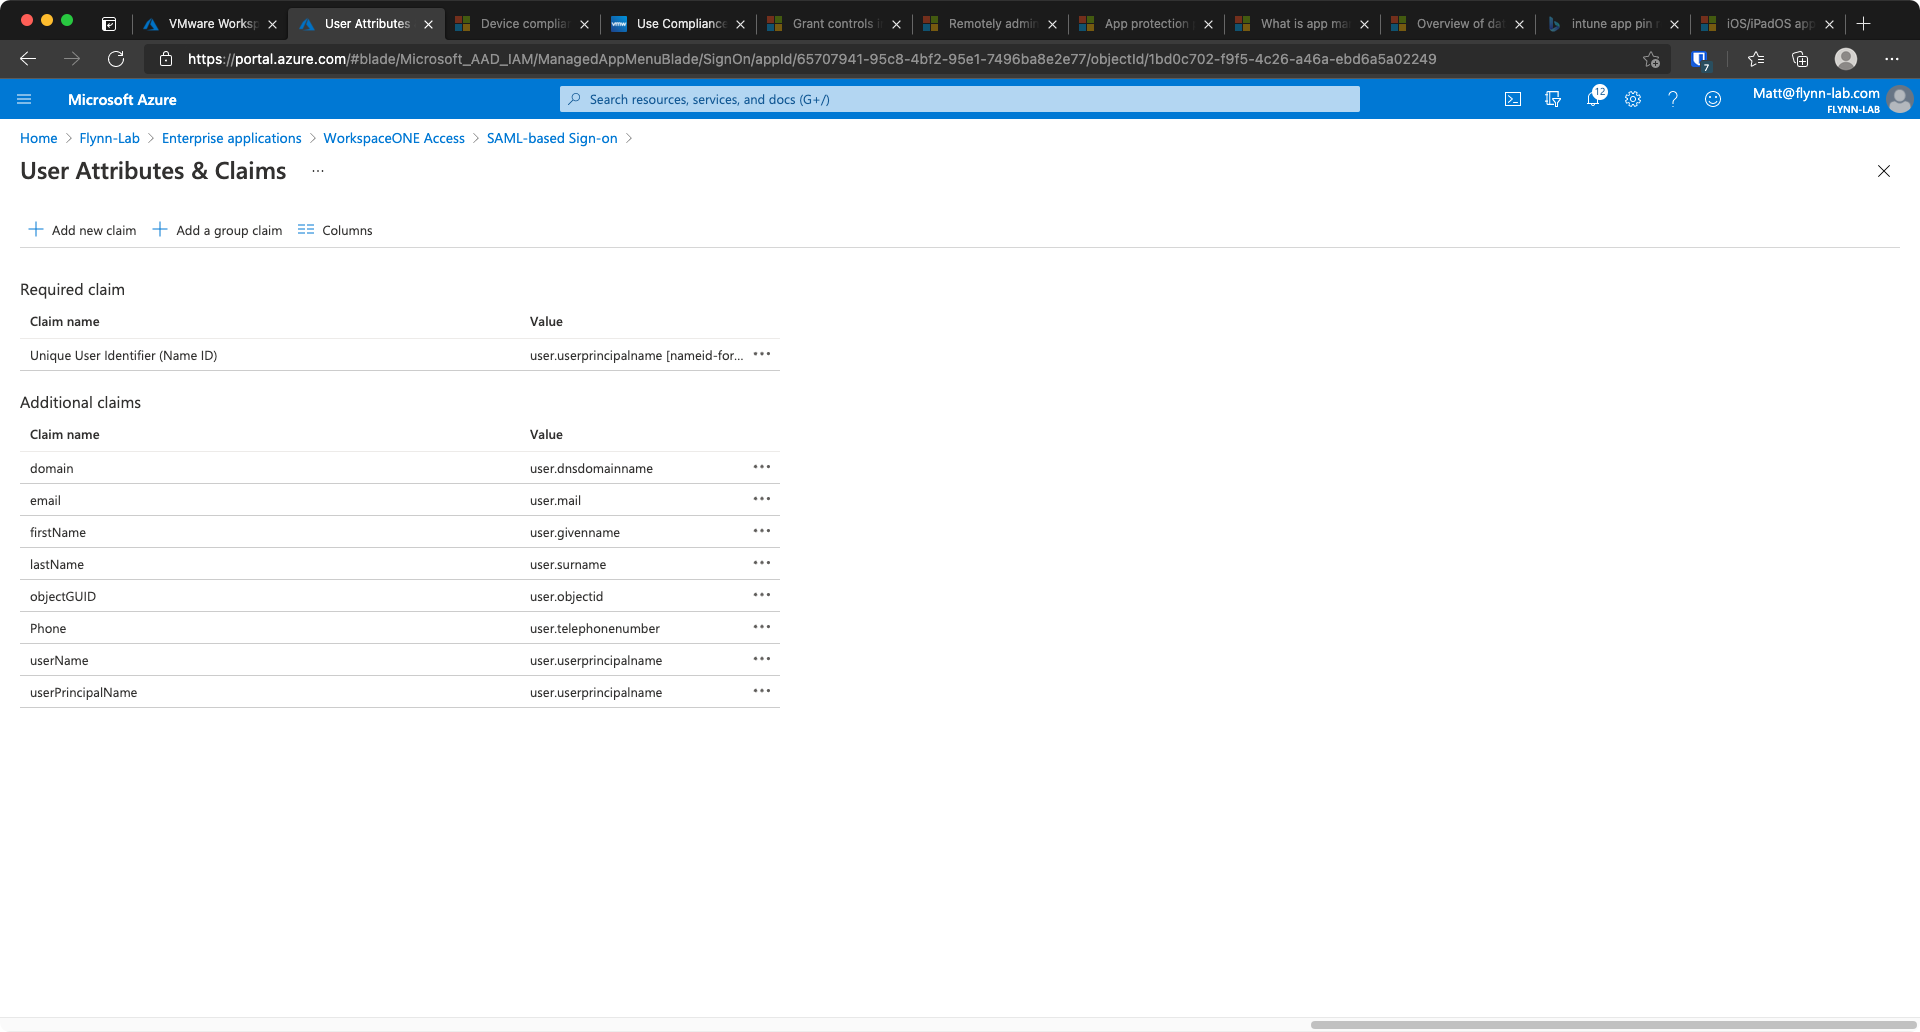 VMware Worksp
User Attributes
Device complian
Use Compliance
Grant controls i
Remotely admin
App protection
What is app ma
Overview of dat
intune app pin r
iOS/iPadOS app
https://portal.azure.com/#blade/Microsoft_AAD_IAM/ManagedAppMenuBlade/SignOn/appId/65707941-95c8-4bf2-95e1-7496ba8e2e77/objectId/1bd0c702-f9f5-4c26-a46a-ebd6a5a02249
7
Microsoft Azure
Search resources, services, and docs (G+/)
12
Matt@flynn-lab.com
FLYNN-LAB
Home > Flynn-Lab > Enterprise applications > WorkspaceONE Access > SAML-based Sign-on >
User Attributes & Claims ...
Add new claim
Add a group claim
Columns
Required claim
Claim name Value
Unique User Identifier (Name ID) user.userprincipalname [nameid-for...
Additional claims
Claim name Value
domain user.dnsdomainname
email user.mail
firstName user.givenname
lastName user.surname
objectGUID user.objectid
Phone user.telephonenumber
userName user.userprincipalname
userPrincipalName user.userprincipalname